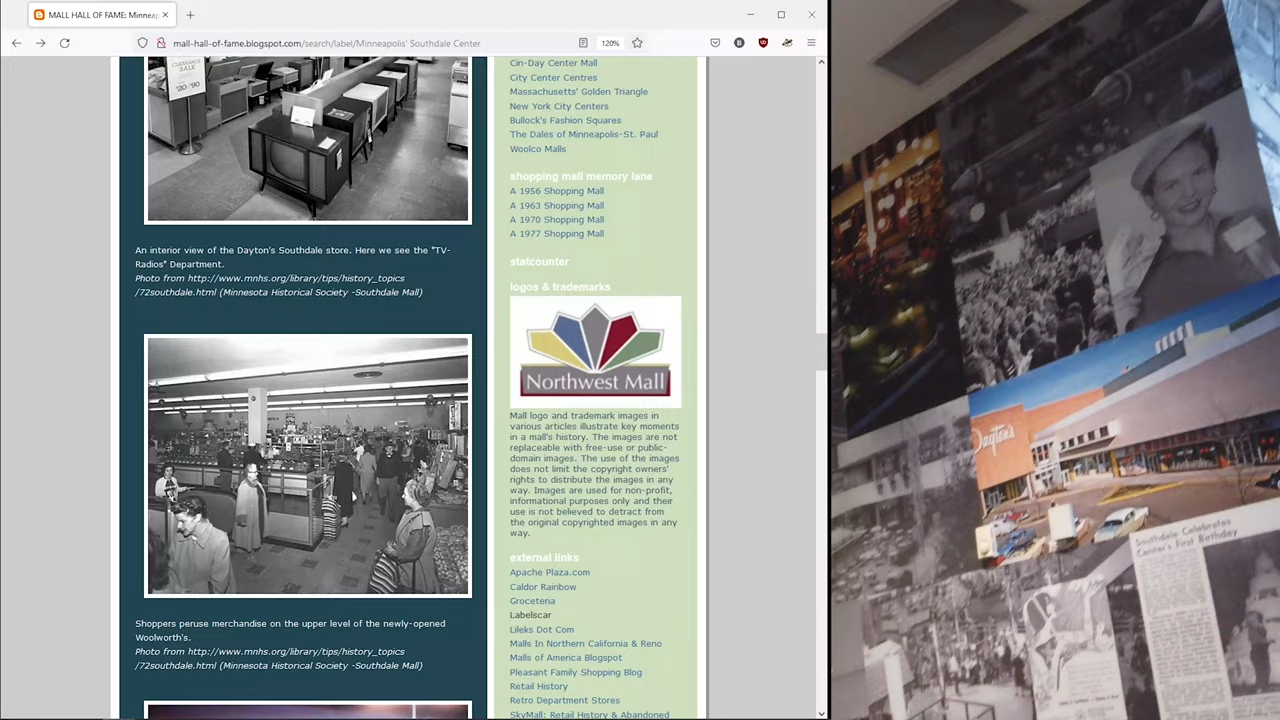 MALL HALL OF FAME: Minneap
mall-hall-of-fame.blogspot.com/search/label/Minneapolis' Southdale Center
120%
CLEARANCE
SALE
$20-$90
An interior view of the Dayton's Southdale store. Here we see the "TV-
Radios" Department.
Photo from http://www.mnhs.org/library/tips/history_topics
/72southdale.html (Minnesota Historical Society -Southdale Mall)
Shoppers peruse merchandise on the upper level of the newly-opened
Woolworth's.
Photo from http://www.mnhs.org/library/tips/history_topics
/72southdale.html (Minnesota Historical Society -Southdale Mall)
Cin-Day Center Mall
City Center Centres
Massachusetts' Golden Triangle
New York City Centers
Bullock's Fashion Squares
The Dales of Minneapolis-St. Paul
Woolco Malls
shopping mall memory lane
A 1956 Shopping Mall
A 1963 Shopping Mall
A 1970 Shopping Mall
A 1977 Shopping Mall
statcounter
logos & trademarks
Northwest Mall
Mall logo and trademark images in
various articles illustrate key moments
in a mall's history. The images are not
replaceable with free-use or public-
domain images. The use of the images
does not limit the copyright owners'
rights to distribute the images in any
way. Images are used for non-profit,
informational purposes only and their
use is not believed to detract from
the original copyrighted images in any
way.
external links
Apache Plaza.com
Caldor Rainbow
Groceteria
Labelscar
Lileks Dot Com
Malls In Northern California & Reno
Malls of America Blogspot
Pleasant Family Shopping Blog
Retail History
Retro Department Stores
SkyMall: Retail History & Abandoned
Dayton's
Southdale Celebrates
Center's First Birthday